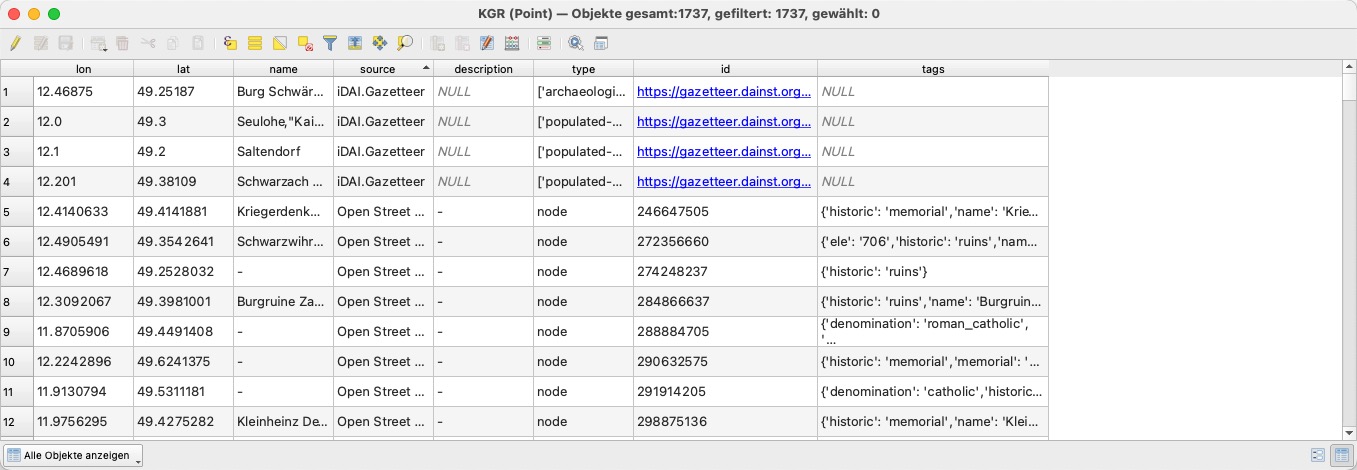 KGR (Point) — Objekte gesamt:1737, gefiltert: 1737, gewählt: 0
lon lat name source description type id tags
1 12.46875 49.25187 Burg Schwär... iDAI.Gazetteer NULL ['archaeologi... https://gazetteer.dainst.org... NULL
2 12.0 49.3 Seulohe,"Kai... iDAI.Gazetteer NULL ['populated-... https://gazetteer.dainst.org... NULL
3 12.1 49.2 Saltendorf iDAI.Gazetteer NULL ['populated-... https://gazetteer.dainst.org... NULL
4 12.201 49.38109 Schwarzach ... iDAI.Gazetteer NULL ['populated-... https://gazetteer.dainst.org... NULL
5 12.4140633 49.4141881 Kriegerdenk... Open Street ... - node 246647505 {'historic': 'memorial','name': 'Krie...
6 12.4905491 49.3542641 Schwarzwihr... Open Street ... - node 272356660 {'ele': '706','historic': 'ruins','nam...
7 12.4689618 49.2528032 - Open Street ... - node 274248237 {'historic': 'ruins'}
8 12.3092067 49.3981001 Burgruine Za... Open Street ... - node 284866637 {'historic': 'ruins','name': 'Burgruin...
9 11.8705906 49.4491408 - Open Street ... - node 288884705 {'denomination': 'roman_catholic',
'...
10 12.2242896 49.6241375 - Open Street ... - node 290632575 {'historic': 'memorial','memorial': '...
11 11.9130794 49.5311181 - Open Street ... - node 291914205 {'denomination': 'catholic','historic...
12 11.9756295 49.4275282 Kleinheinz De... Open Street ... - node 298875136 {'historic': 'memorial','name': 'Klei...
Alle Objekte anzeigen